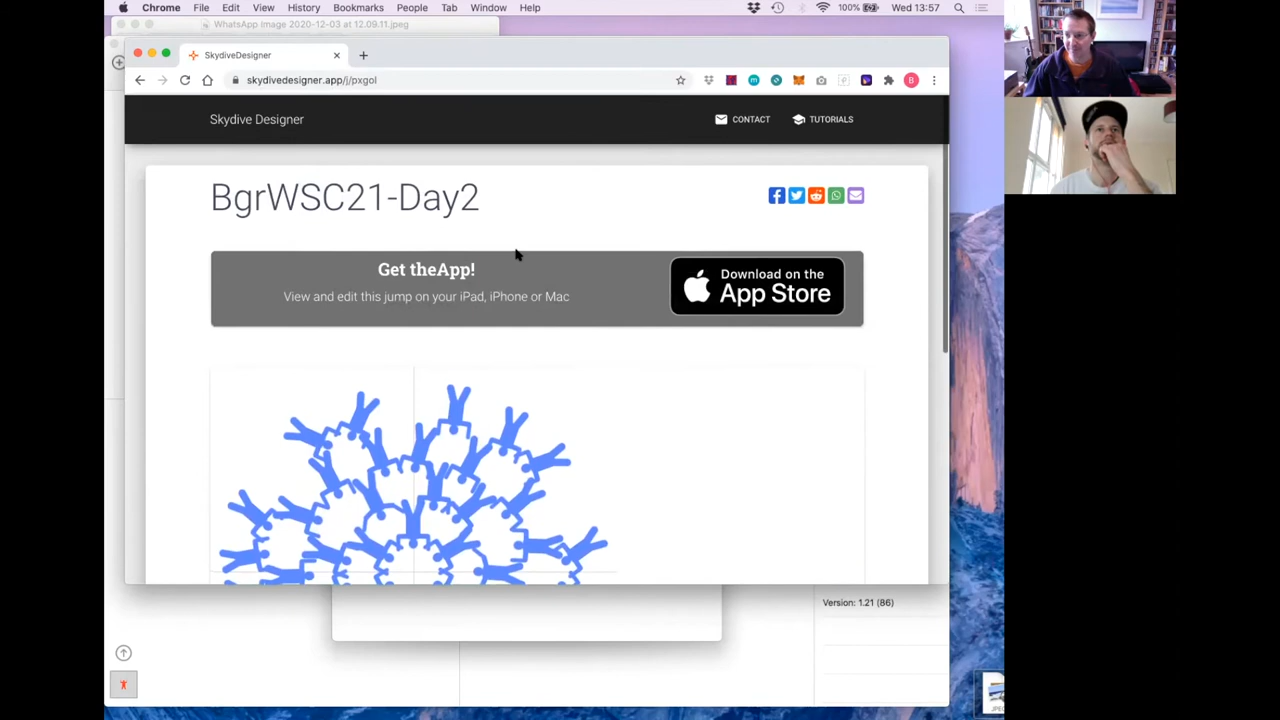 Chrome File Edit View History Bookmarks People Tab Window Help 100% Wed 13:57
WhatsApp Image 2020-12-03 at 12.09.11.jpeg
SkydiveDesigner
skydivedesigner.app/j/pxgol
B
Skydive Designer CONTACT TUTORIALS
BgrWSC21-Day2
Get theApp!
View and edit this jump on your iPad, iPhone or Mac
Download on the
App Store
Version: 1.21 (86)